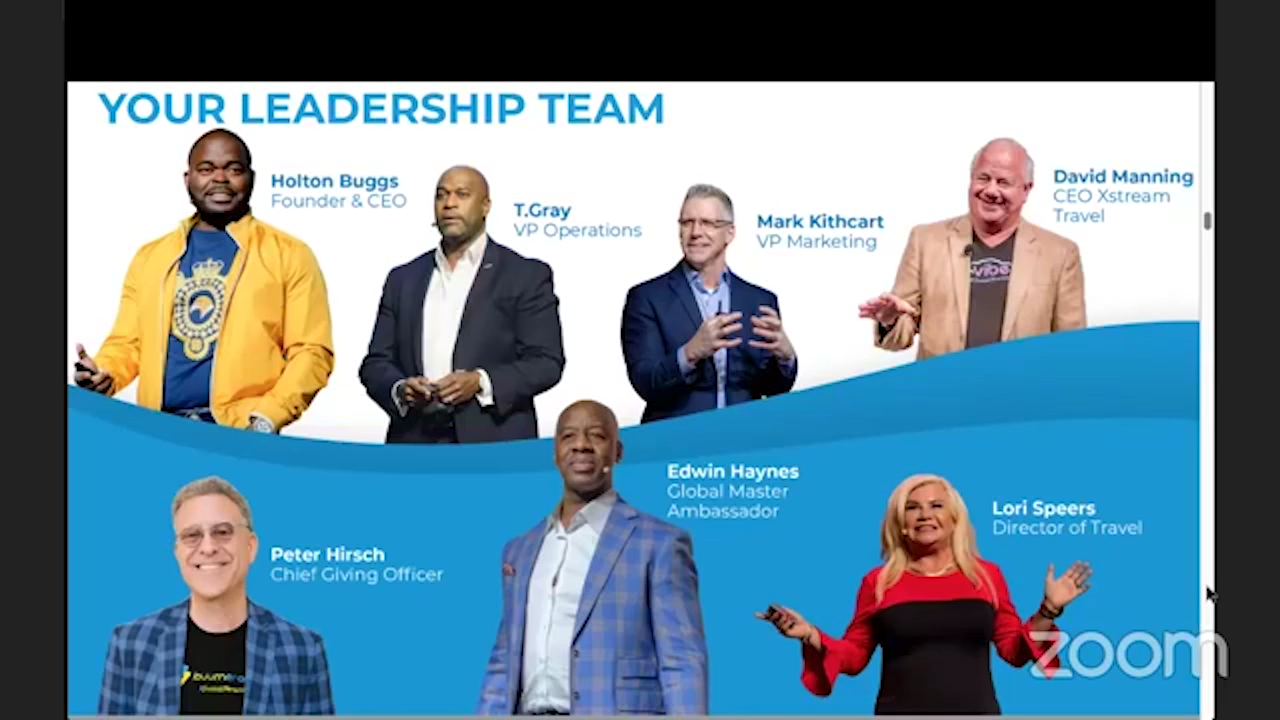 YOUR LEADERSHIP TEAM
Holton Buggs
Founder & CEO
T.Gray
VP Operations
Mark Kithcart
VP Marketing
David Manning
CEO Xstream
Travel
vibe
Edwin Haynes
Global Master
Ambassador
Lori Speers
Director of Travel
Peter Hirsch
Chief Giving Officer
zoom